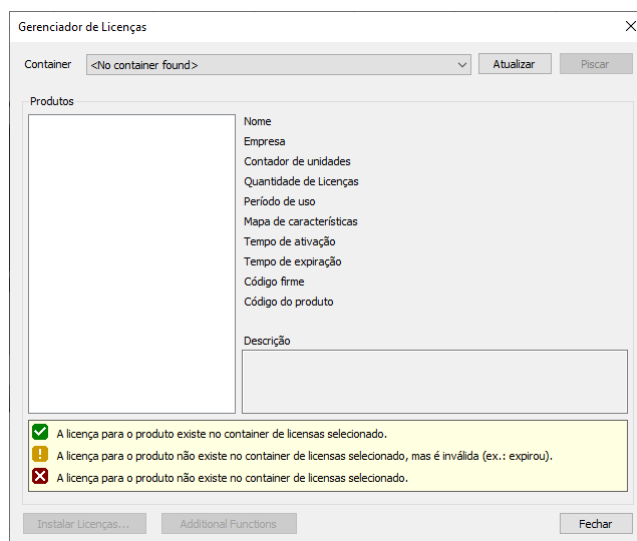 Gerenciador de Licenças
Container
<No container found>
Atualizar
Piscar
Produtos
Nome
Empresa
Contador de unidades
Quantidade de Licenças
Período de uso
Mapa de características
Tempo de ativação
Tempo de expiração
Código firme
Código do produto
Descrição
A licença para o produto existe no container de licensas selecionado.
A licença para o produto não existe no container de licensas selecionado, mas é inválida (ex.: expirou).
A licença para o produto não existe no container de licensas selecionado.
Instalar Licenças...
Additional Functions
Fechar